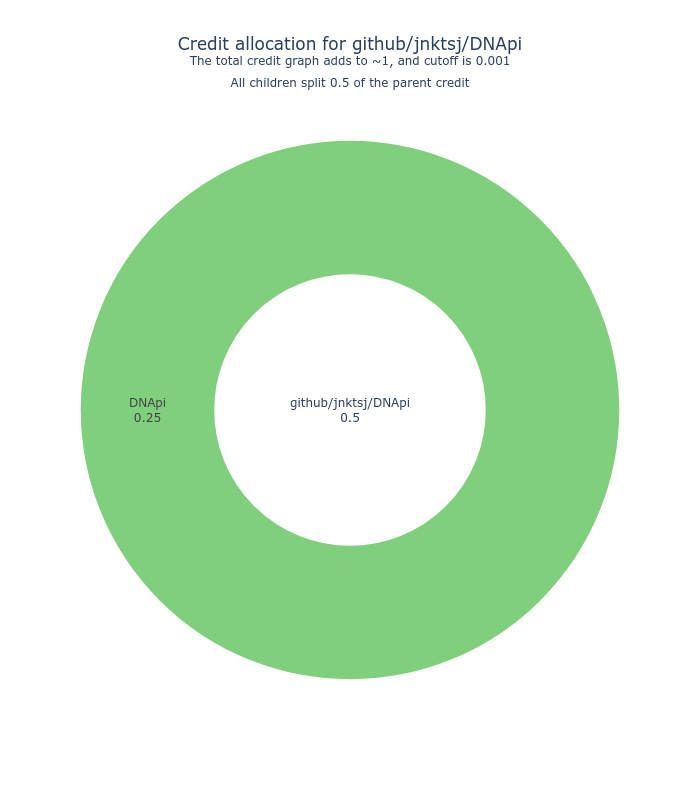 Credit allocation for github/jnktsj/DNApi
The total credit graph adds to ~1, and cutoff is 0.001
All children split 0.5 of the parent credit
DNApi
0.25
github/jnktsj/DNApi
0.5